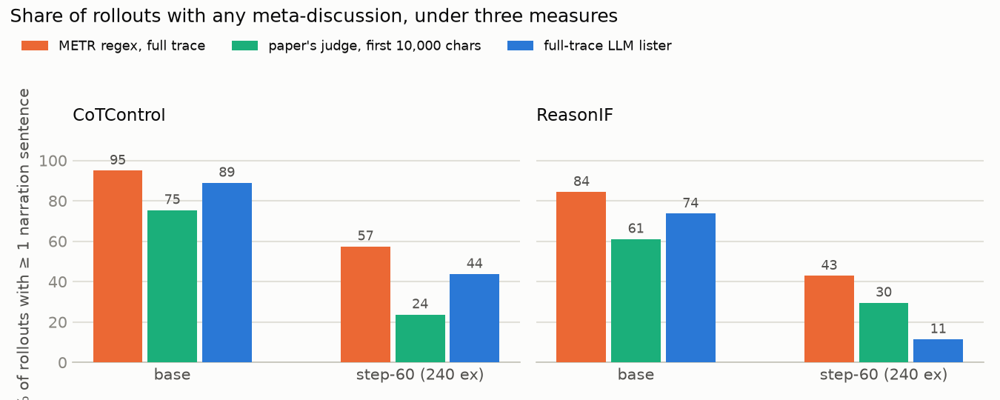 Share of rollouts with any meta-discussion, under three measures
METR regex, full trace
paper's judge, first 10,000 chars
full-trace LLM lister
of rollouts with ≥ 1 narration sentence
CoTControl
ReasonIF
100
80
60
40
20
0
95
75
89
57
24
44
84
61
74
43
30
11
base
step-60 (240 ex)
base
step-60 (240 ex)